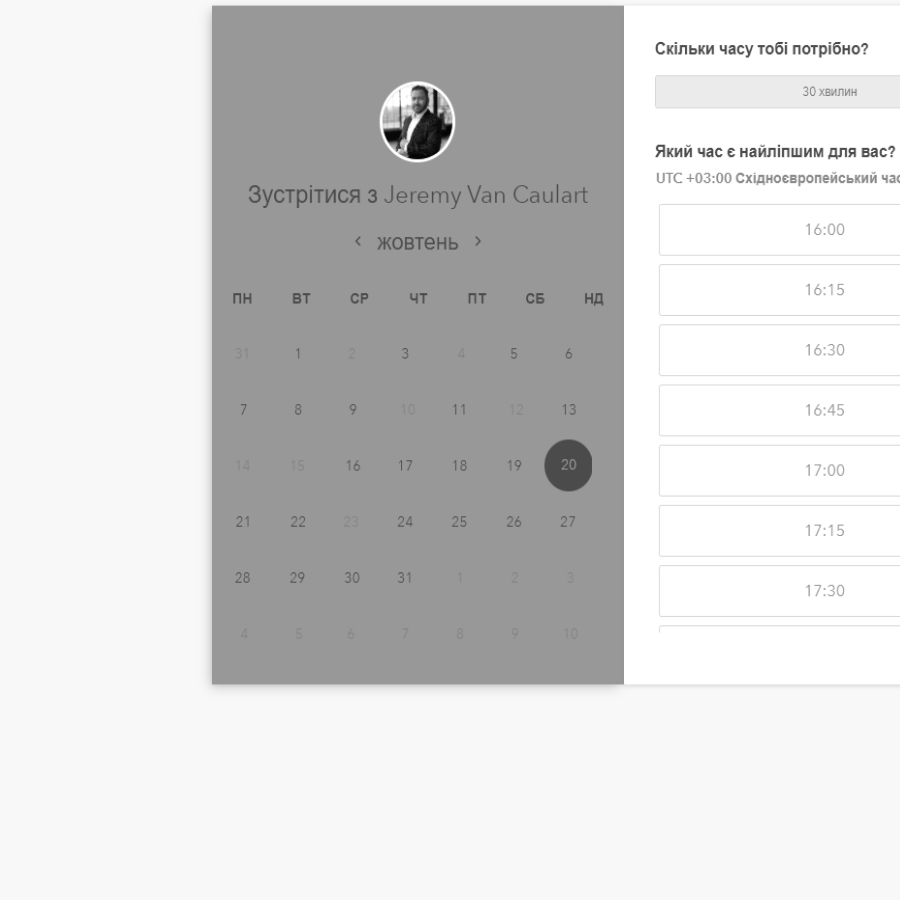 Зустрітися з Jeremy Van Caulart
‹ жовтень ›
ПН ВТ СР ЧТ ПТ СБ НД
31 1 2 3 4 5 6
7 8 9 10 11 12 13
14 15 16 17 18 19 20
21 22 23 24 25 26 27
28 29 30 31 1 2 3
4 5 6 7 8 9 10
Скільки часу тобі потрібно?
30 хвилин
Який час є найліпшим для вас?
UTC +03:00 Східноєвропейський
16:00
16:15
16:30
16:45
17:00
17:15
17:30